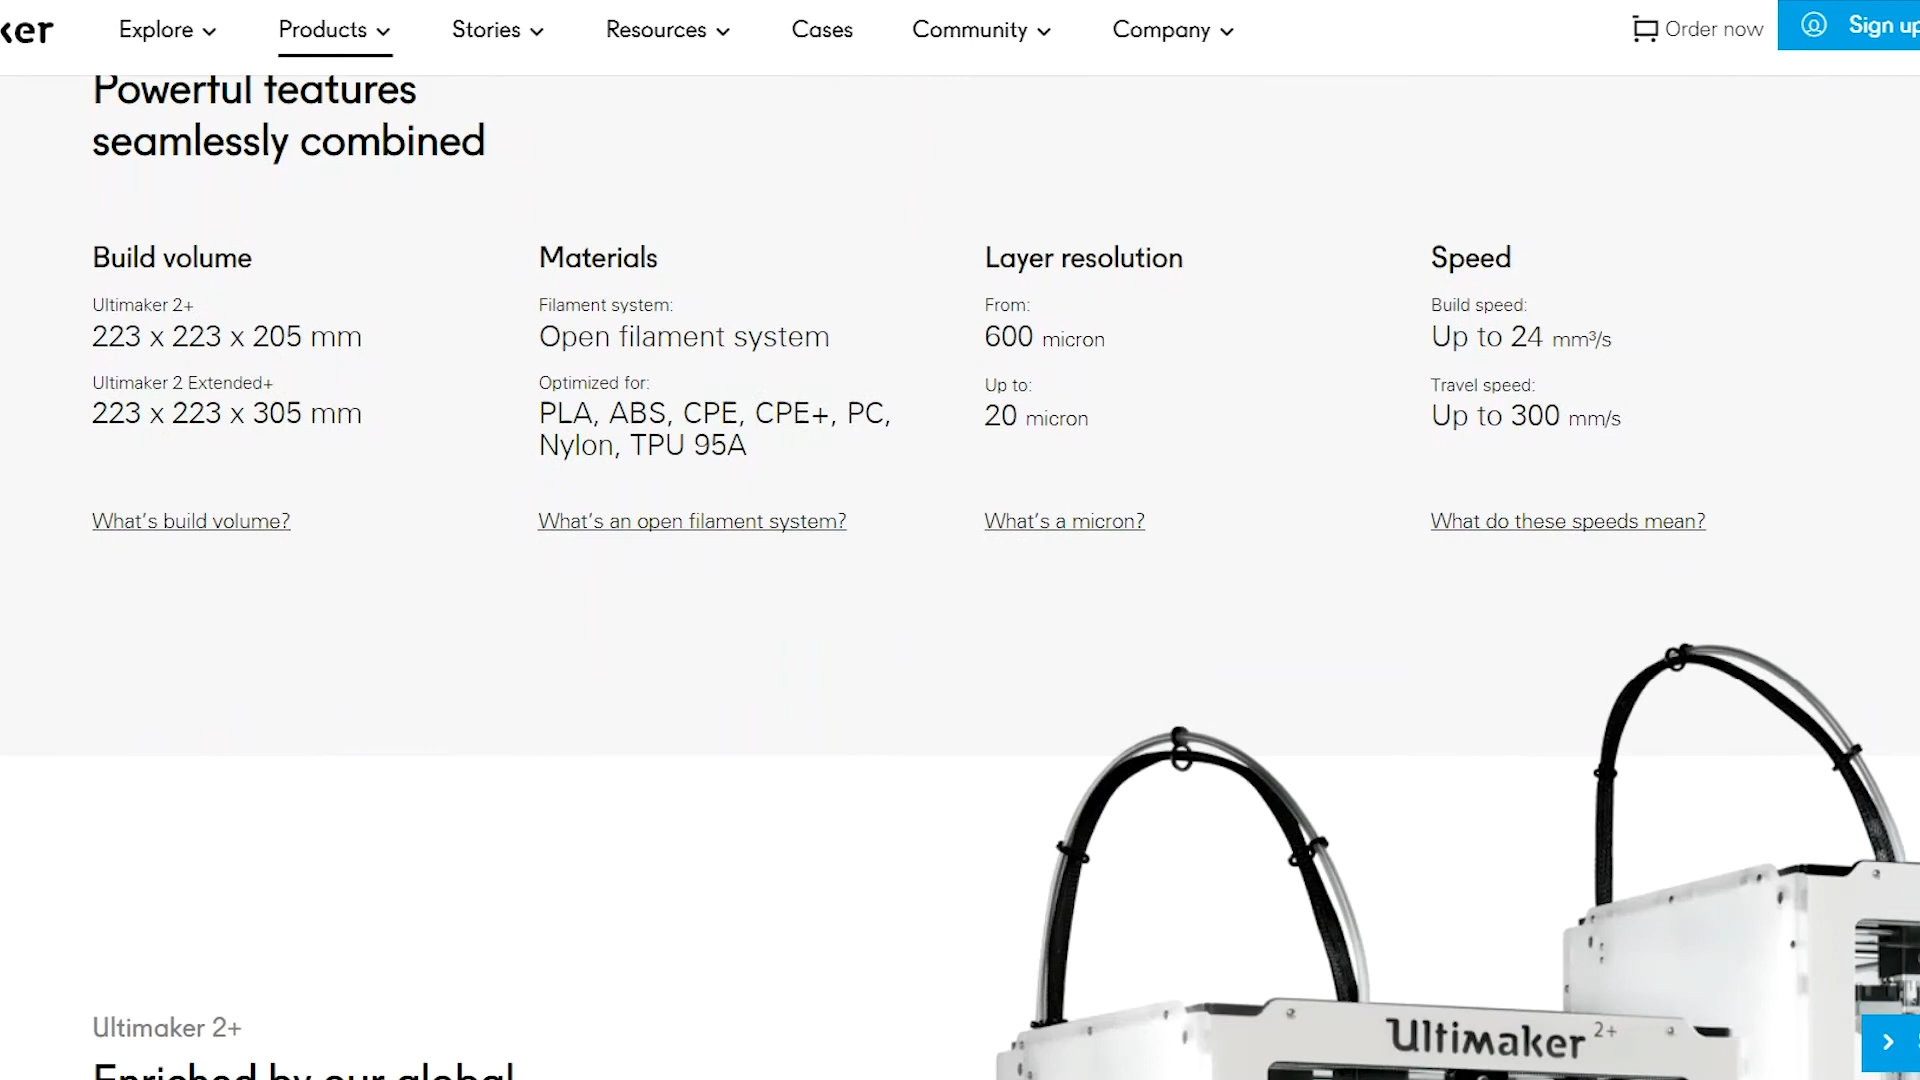 ker
Explore
Products
Stories
Resources
Cases
Community
Company
Order now
Sign up
Powerful features
seamlessly combined
Build volume
Ultimaker 2+
223 x 223 x 205 mm
Ultimaker 2 Extended+
223 x 223 x 305 mm
What's build volume?
Materials
Filament system:
Open filament system
Optimized for:
PLA, ABS, CPE, CPE+, PC,
Nylon, TPU 95A
What's an open filament system?
Layer resolution
From:
600 micron
Up to:
20 micron
What's a micron?
Speed
Build speed:
Up to 24 mm³/s
Travel speed:
Up to 300 mm/s
What do these speeds mean?
Ultimaker 2+
Enriched by our global
Ultimaker 2+